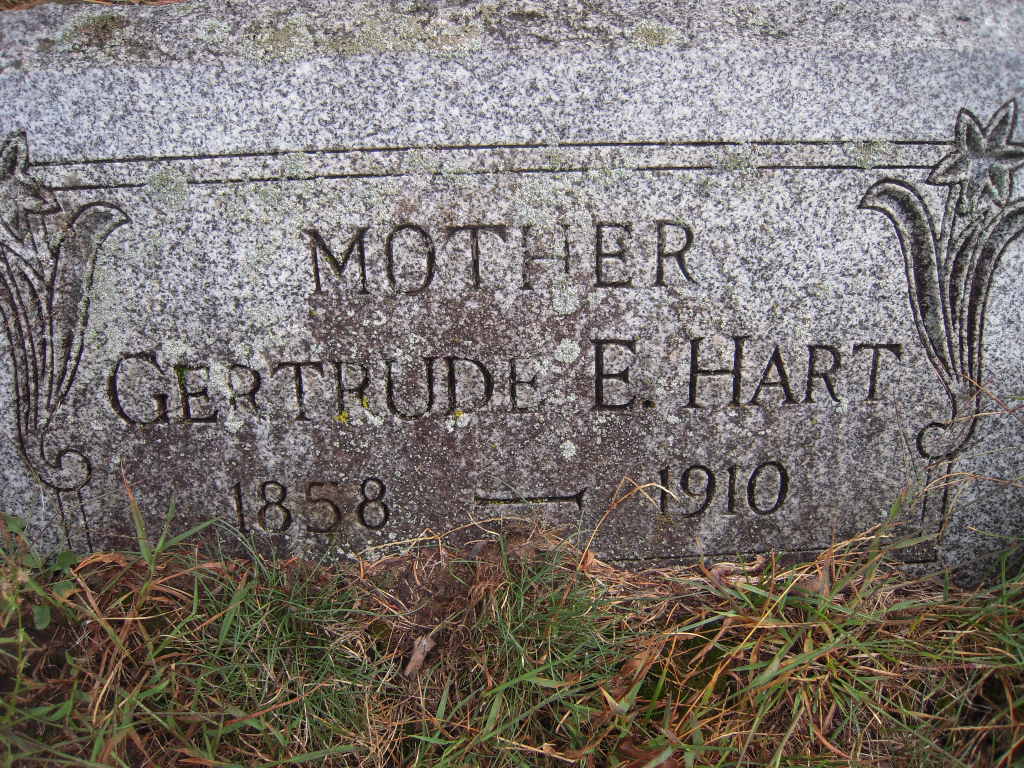 MOTHER
GERTRUDE E. HART
1858 — 1910